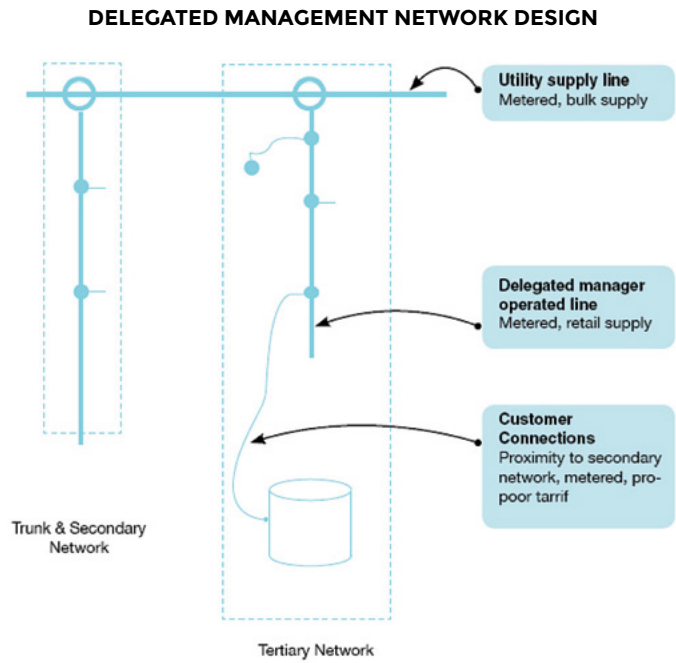 DELEGATED MANAGEMENT NETWORK DESIGN
Utility supply line
Metered, bulk supply
Delegated manager
operated line
Metered, retail supply
Customer
Connections
Proximity to secondary
network, metered, pro-
poor tarrif
Trunk & Secondary
Network
Tertiary Network